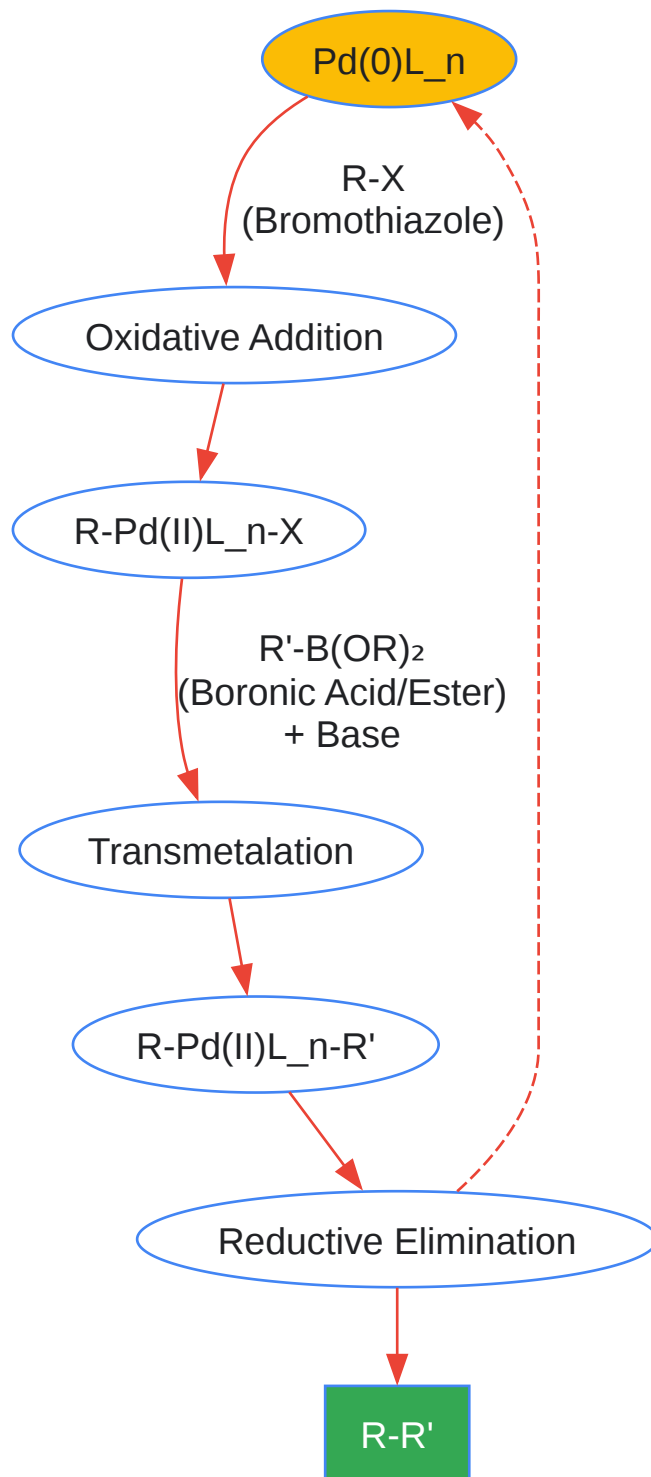 Pd(0)L_n
R-X
(Bromothiazole)
Oxidative Addition
R-Pd(II)L_n-X
R'-B(OR)₂
(Boronic Acid/Ester)
+ Base
Transmetalation
R-Pd(II)L_n-R'
Reductive Elimination
R-R'